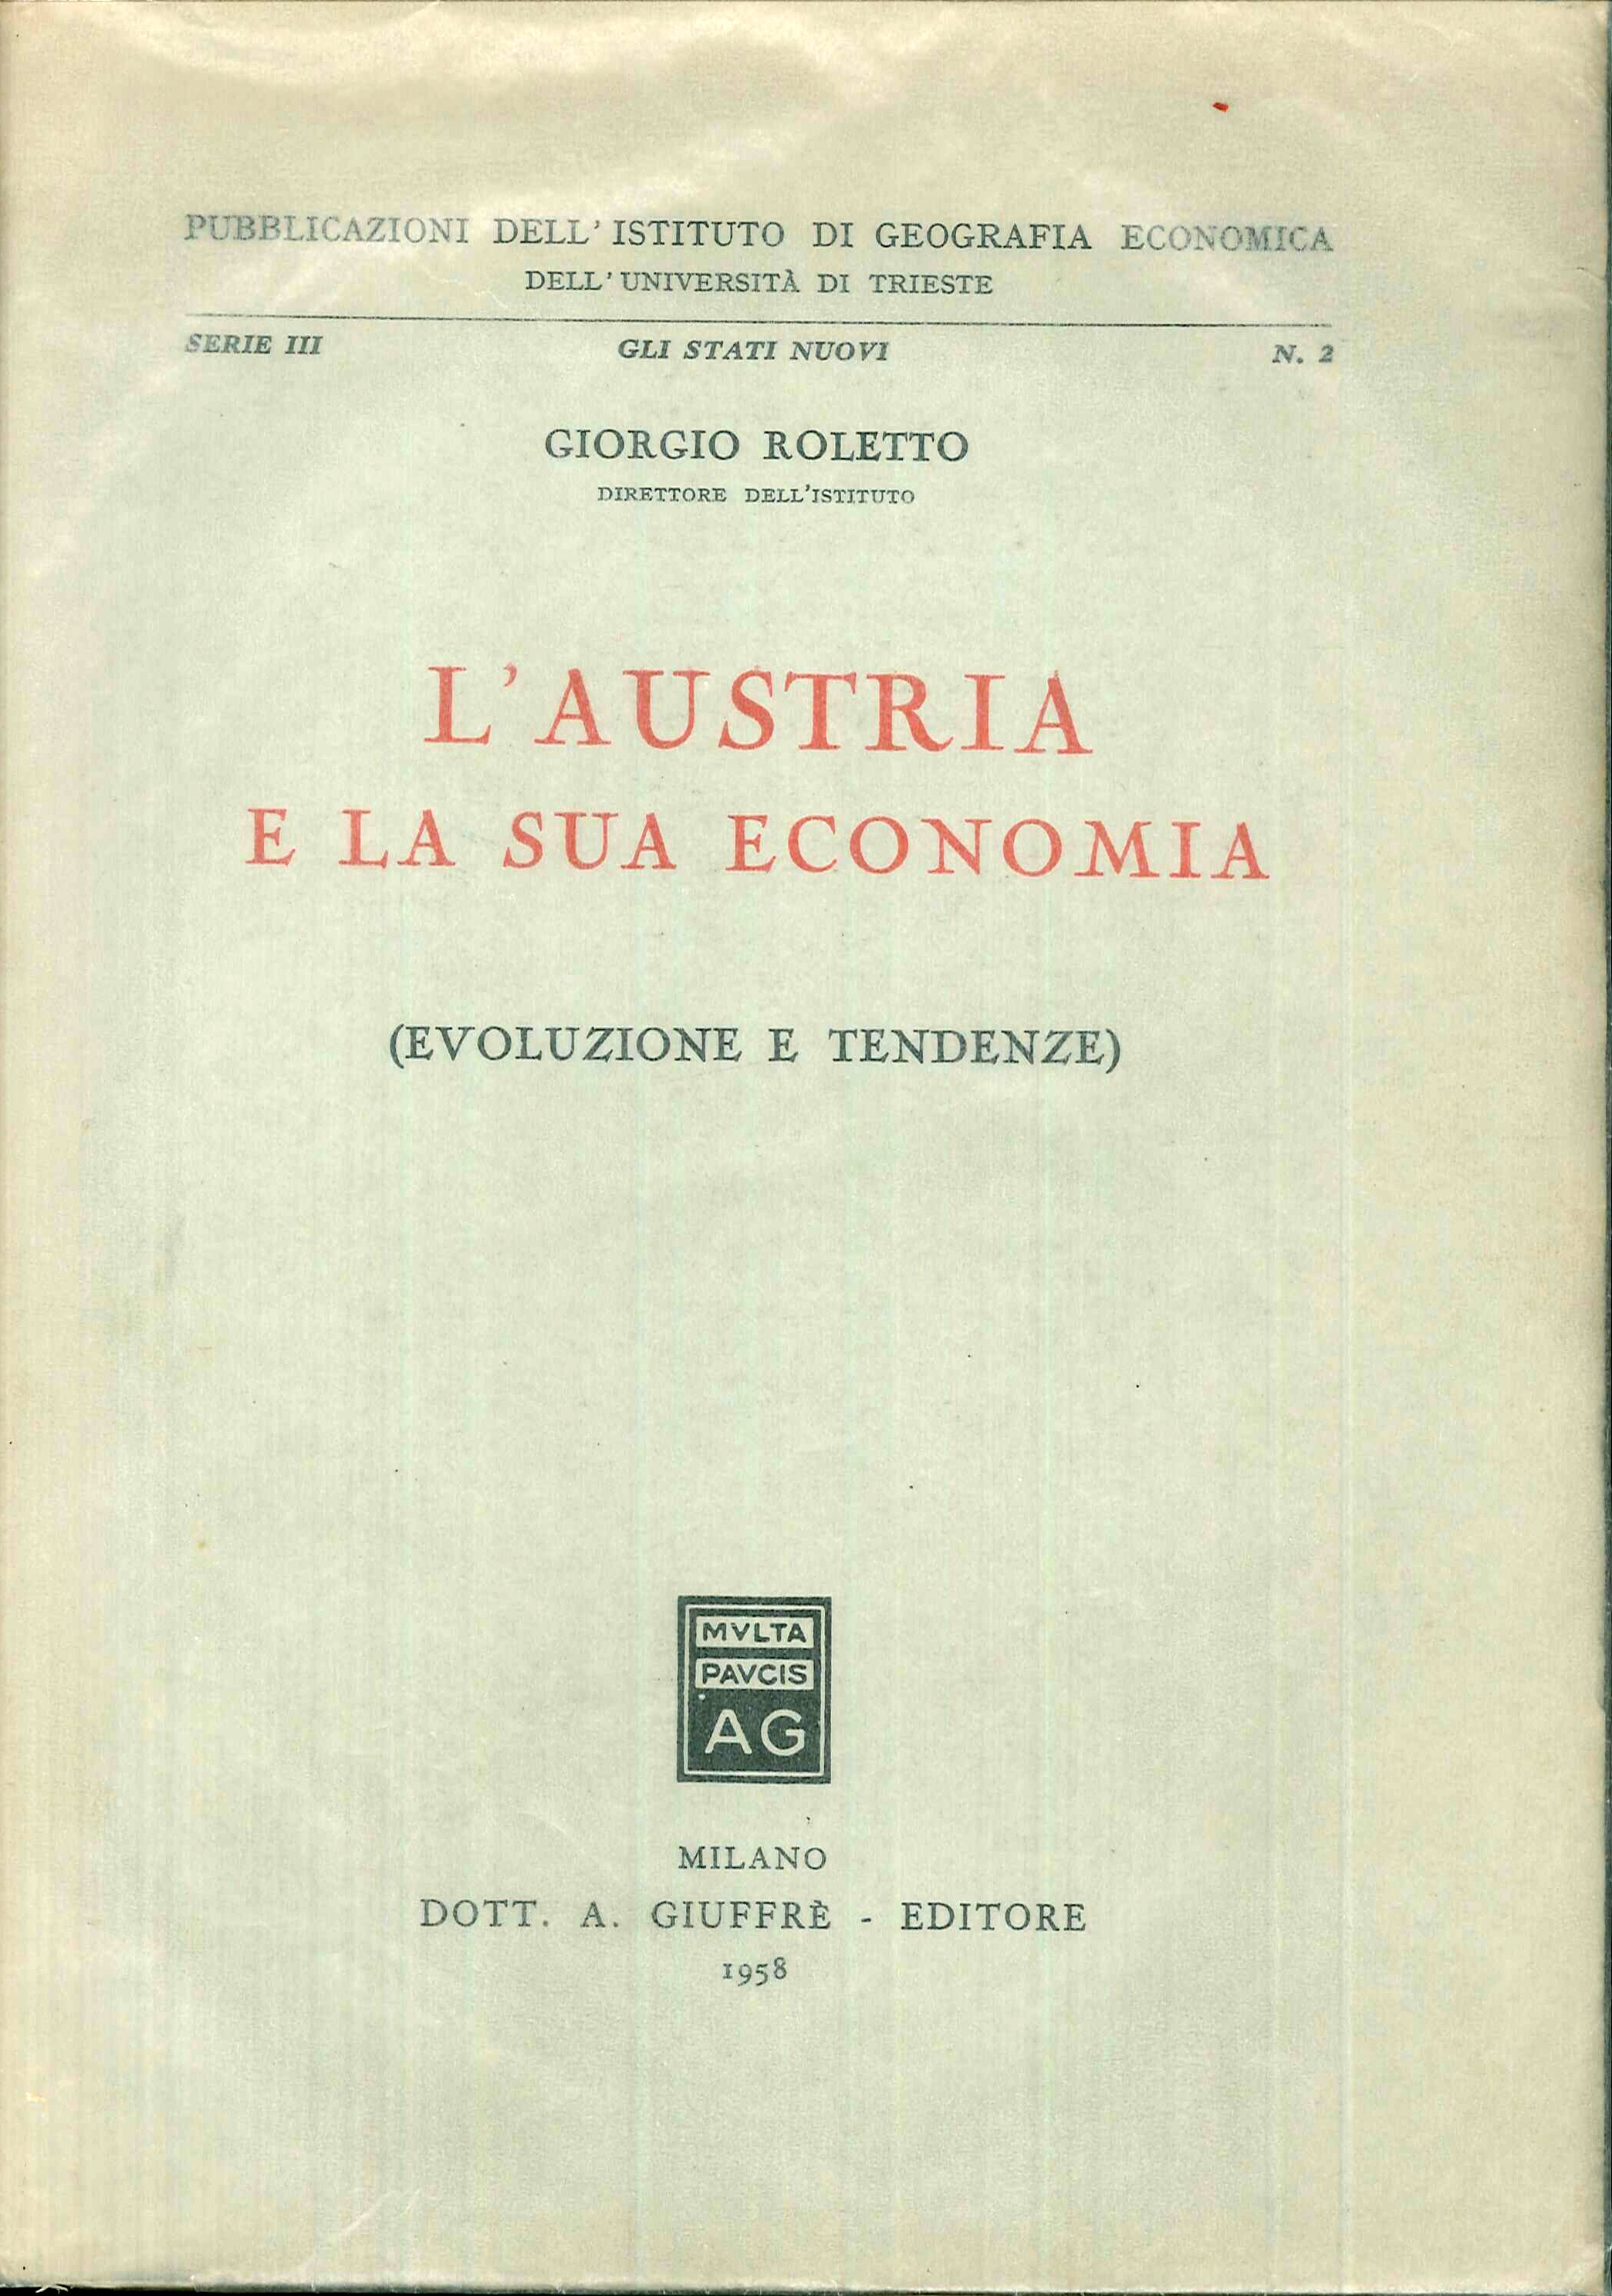 PUBBLICAZIONI DELL'ISTITUTO DI GEOGRAFIA ECONOMICA
DELL'UNIVERSITÀ DI TRIESTE
SERIE III GLI STATI NUOVI N. 2
GIORGIO ROLETTO
DIRETTORE DELL'ISTITUTO
L'AUSTRIA
E LA SUA ECONOMIA
(EVOLUZIONE E TENDENZE)
MVLTA
PAVCIS
AG
MILANO
DOTT. A. GIUFFRÈ - EDITORE
1958